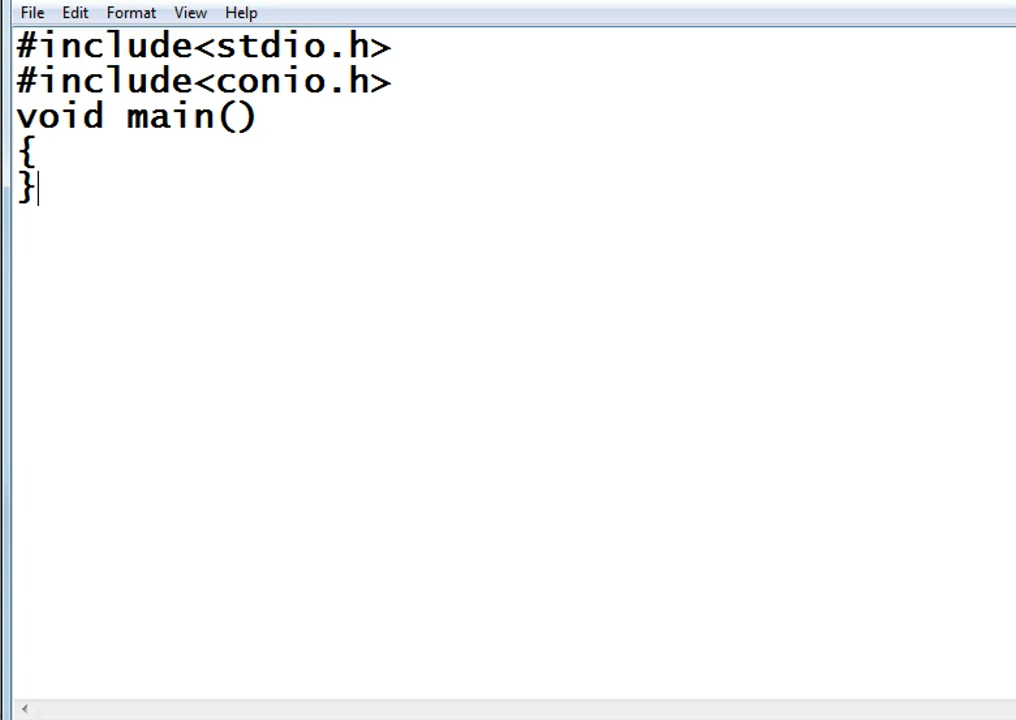 File Edit Format View Help
#include<stdio.h>
#include<conio.h>
void main()
{
}